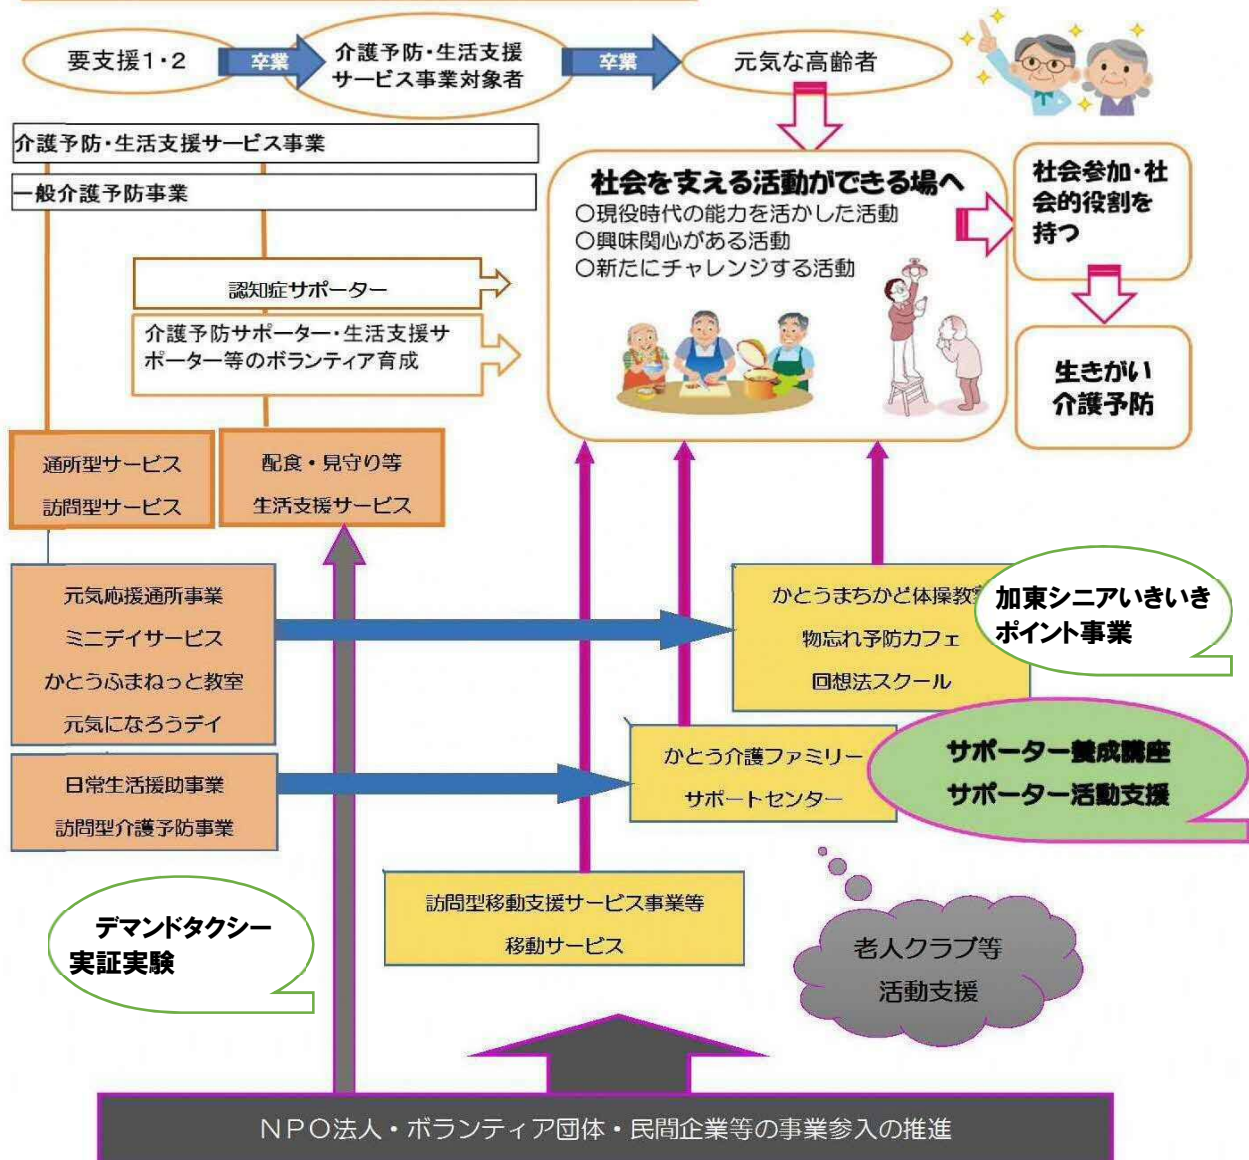 要支援1・2
卒業
介護予防・生活支援
サービス事業対象者
卒業
元気な高齢者
介護予防・生活支援サービス事業
一般介護予防事業
認知症サポーター
介護予防サポーター・生活支援サ
ポーター等のボランティア育成
社会を支える活動ができる場へ
○現役時代の能力を活かした活動
○興味関心がある活動
○新たにチャレンジする活動
社会参加・社
会的役割を
持つ
生きがい
介護予防
通所型サービス
訪問型サービス
配食・見守り等
生活支援サービス
元気応援通所事業
ミニデイサービス
かとうふまねっと教室
元気になろうデイ
かとうまちかど体操教室
物忘れ予防カフェ
回想法スクール
加東シニアいきいき
ポイント事業
日常生活援助事業
訪問型介護予防事業
かとう介護ファミリー
サポートセンター
サポーター養成講座
サポーター活動支援
デマンドタクシー
実証実験
訪問型移動支援サービス事業等
移動サービス
老人クラブ等
活動支援
NPO法人・ボランティア団体・民間企業等の事業参入の推進